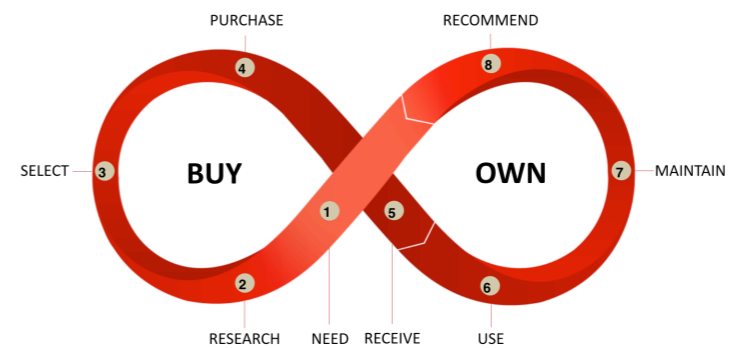 PURCHASE
RECOMMEND
4
8
SELECT
3
BUY
OWN
7
MAINTAIN
1
5
2
6
RESEARCH
NEED
RECEIVE
USE